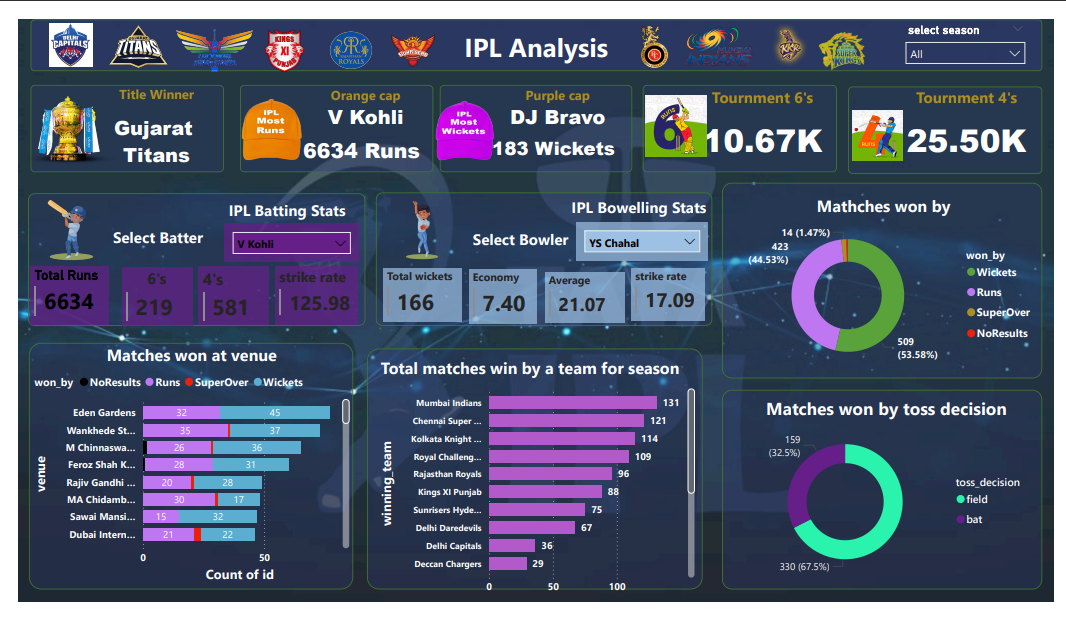 DELHI
CAPITALS
TITANS
KINGS
XI
PUNJAB
RR
ROYALS
IPL Analysis
INDIANS
KKR
select season
All
Title Winner
Gujarat
Titans
IPL
Most
Runs
Orange cap
V Kohli
6634 Runs
IPL
Most
Wickets
Purple cap
DJ Bravo
183 Wickets
Tournment 6's
10.67K
Runs
Tournment 4's
25.50K
IPL Batting Stats
Select Batter
V Kohli
Total Runs
6634
6's
219
4's
581
strike rate
125.98
IPL Bowelling Stats
Select Bowler
YS Chahal
Total wickets
166
Economy
7.40
Average
21.07
strike rate
17.09
Mathches won by
14 (1.47%)
423
(44.53%)
509
(53.58%)
won_by
Wickets
Runs
SuperOver
NoResults
Matches won at venue
won_by NoResults Runs SuperOver Wickets
venue
Eden Gardens 32 45
Wankhede St... 35 37
M Chinnaswa... 26 36
Feroz Shah K... 28 31
Rajiv Gandhi ... 20 28
MA Chidamb... 30 17
Sawai Mansi... 15 32
Dubai Intern... 21 22
0 50
Count of id
Total matches win by a team for season
winning_team
Mumbai Indians 131
Chennai Super ... 121
Kolkata Knight ... 114
Royal Challeng... 109
Rajasthan Royals 96
Kings XI Punjab 88
Sunrisers Hyde... 75
Delhi Daredevils 67
Delhi Capitals 36
Deccan Chargers 29
0 50 100
Matches won by toss decision
159
(32.5%)
330 (67.5%)
toss_decision
field
bat